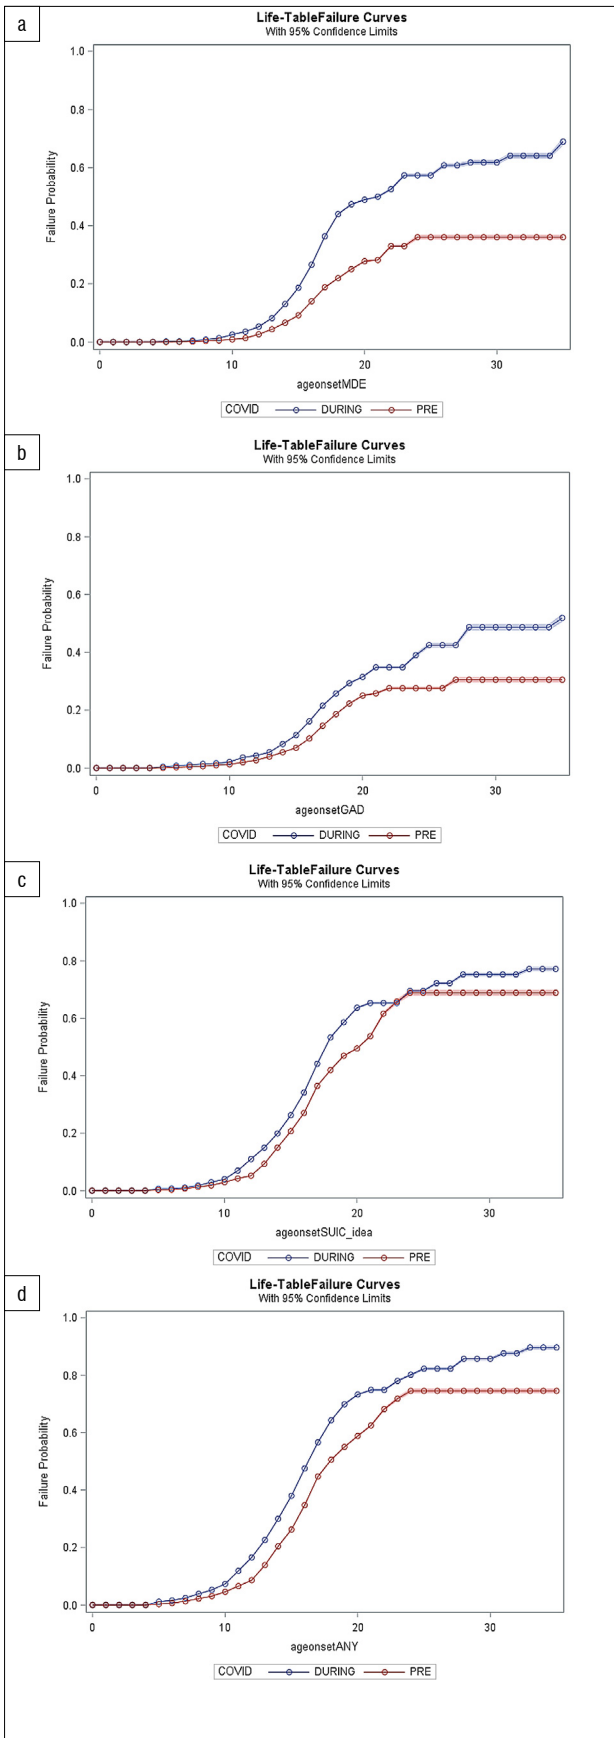 a
Life-TableFailure Curves
With 95% Confidence Limits
1.0
0.8
0.6
0.4
0.2
0.0
Failure Probability
0 10 20 30
ageonsetMDE
COVID DURING PRE
b
Life-TableFailure Curves
With 95% Confidence Limits
1.0
0.8
0.6
0.4
0.2
0.0
Failure Probability
0 10 20 30
ageonsetGAD
COVID DURING PRE
c
Life-TableFailure Curves
With 95% Confidence Limits
1.0
0.8
0.6
0.4
0.2
0.0
Failure Probability
0 10 20 30
ageonsetSUIC_idea
COVID DURING PRE
d
Life-TableFailure Curves
With 95% Confidence Limits
1.0
0.8
0.6
0.4
0.2
0.0
Failure Probability
0 10 20 30
ageonsetANY
COVID DURING PRE